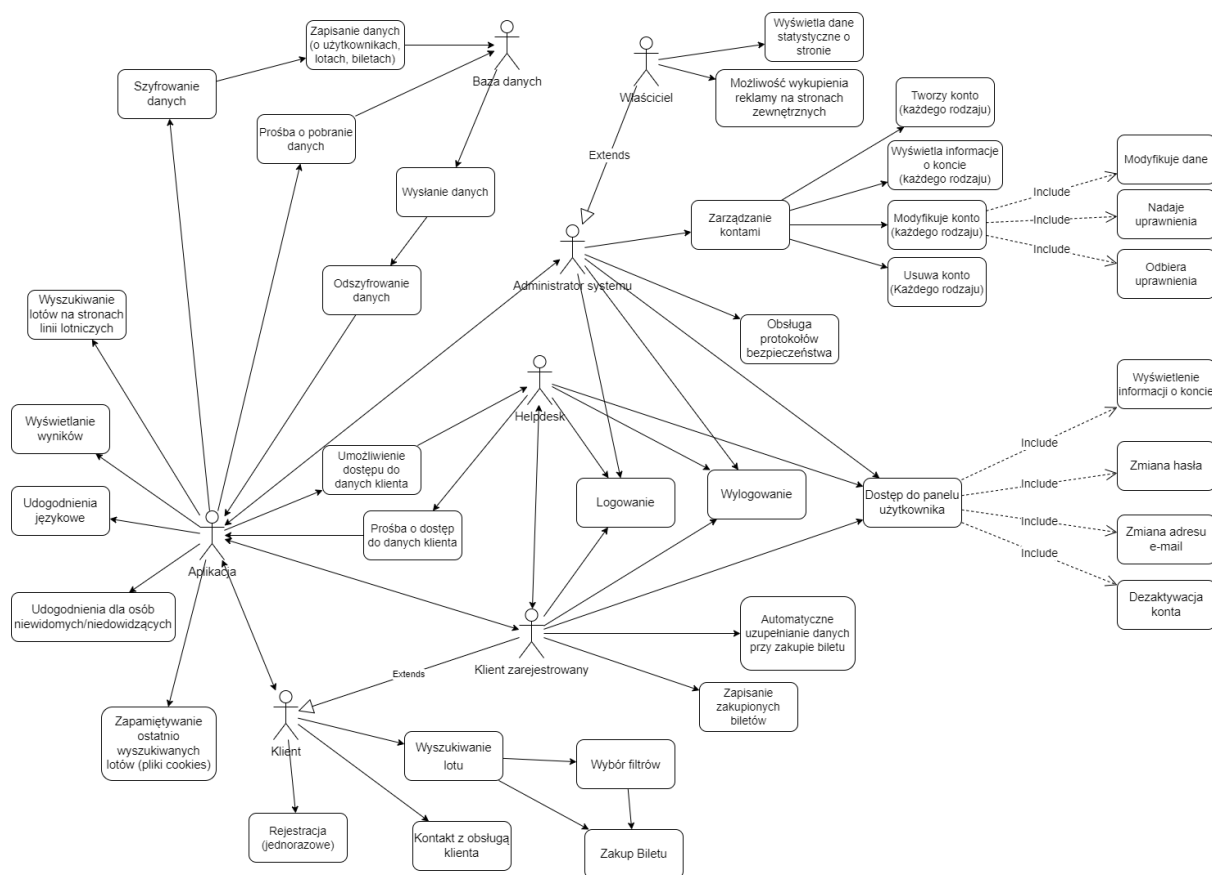 Zapisanie danych
(o użytkownikach,
lotach, biletach)
Baza danych
Szyfrowanie
danych
Prośba o pobranie
danych
Wysłanie danych
Odszyfrowanie
danych
Wyświetla dane
statystyczne o
stronie
Właściciel
Możliwość wykupienia
reklamy na stronach
zewnętrznych
Extends
Tworzy konto
(każdego rodzaju)
Wyświetla informacje
o koncie
(każdego rodzaju)
Modyfikuje konto
(każdego rodzaju)
Usuwa konto
(Każdego rodzaju)
Zarządzanie
kontami
Include
Include
Include
Modyfikuje dane
Nadaje
uprawnienia
Odbiera
uprawnienia
Administrator systemu
Obsługa
protokołów
bezpieczeństwa
Wyszukiwanie
lotów na stronach
linii lotniczych
Wyświetlanie
wyników
Udogodnienia
językowe
Aplikacja
Udogodnienia dla osób
niewidomych/niedowidzących
Zapamiętywanie
ostatnio
wyszukiwanych
lotów (pliki cookies)
Helpdesk
Umożliwienie
dostępu do
danych klienta
Prośba o dostęp
do danych klienta
Logowanie
Wylogowanie
Dostęp do panelu
użytkownika
Include
Include
Include
Include
Wyświetlenie
informacji o koncie
Zmiana hasła
Zmiana adresu
e-mail
Dezaktywacja
konta
Klient zarejestrowany
Automatyczne
uzupełnianie danych
przy zakupie biletu
Zapisanie
zakupionych
biletów
Extends
Klient
Wyszukiwanie
lotu
Wybór filtrów
Rejestracja
(jednorazowe)
Kontakt z obsługą
klienta
Zakup Biletu